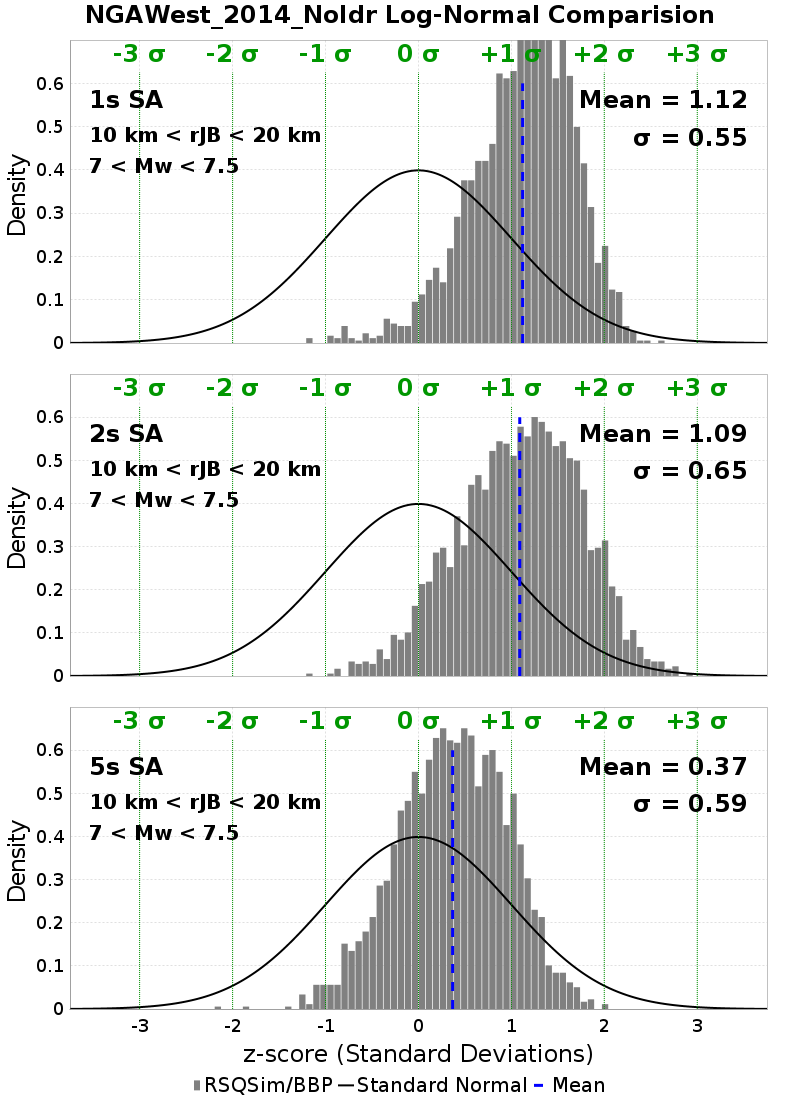 NGAWest_2014_NoIdr Log-Normal Comparision
-3 σ -2 σ -1 σ 0 σ +1 σ +2 σ +3 σ
1s SA
Mean = 1.12
10 km < rJB < 20 km
σ = 0.55
7 < Mw < 7.5
0.6
0.5
0.4
0.3
0.2
0.1
0
Density
-3 σ -2 σ -1 σ 0 σ +1 σ +2 σ +3 σ
2s SA
Mean = 1.09
10 km < rJB < 20 km
σ = 0.65
7 < Mw < 7.5
0.6
0.5
0.4
0.3
0.2
0.1
0
Density
-3 σ -2 σ -1 σ 0 σ +1 σ +2 σ +3 σ
5s SA
Mean = 0.37
10 km < rJB < 20 km
σ = 0.59
7 < Mw < 7.5
0.6
0.5
0.4
0.3
0.2
0.1
0
Density
-3 -2 -1 0 1 2 3
z-score (Standard Deviations)
RSQSim/BBP Standard Normal Mean